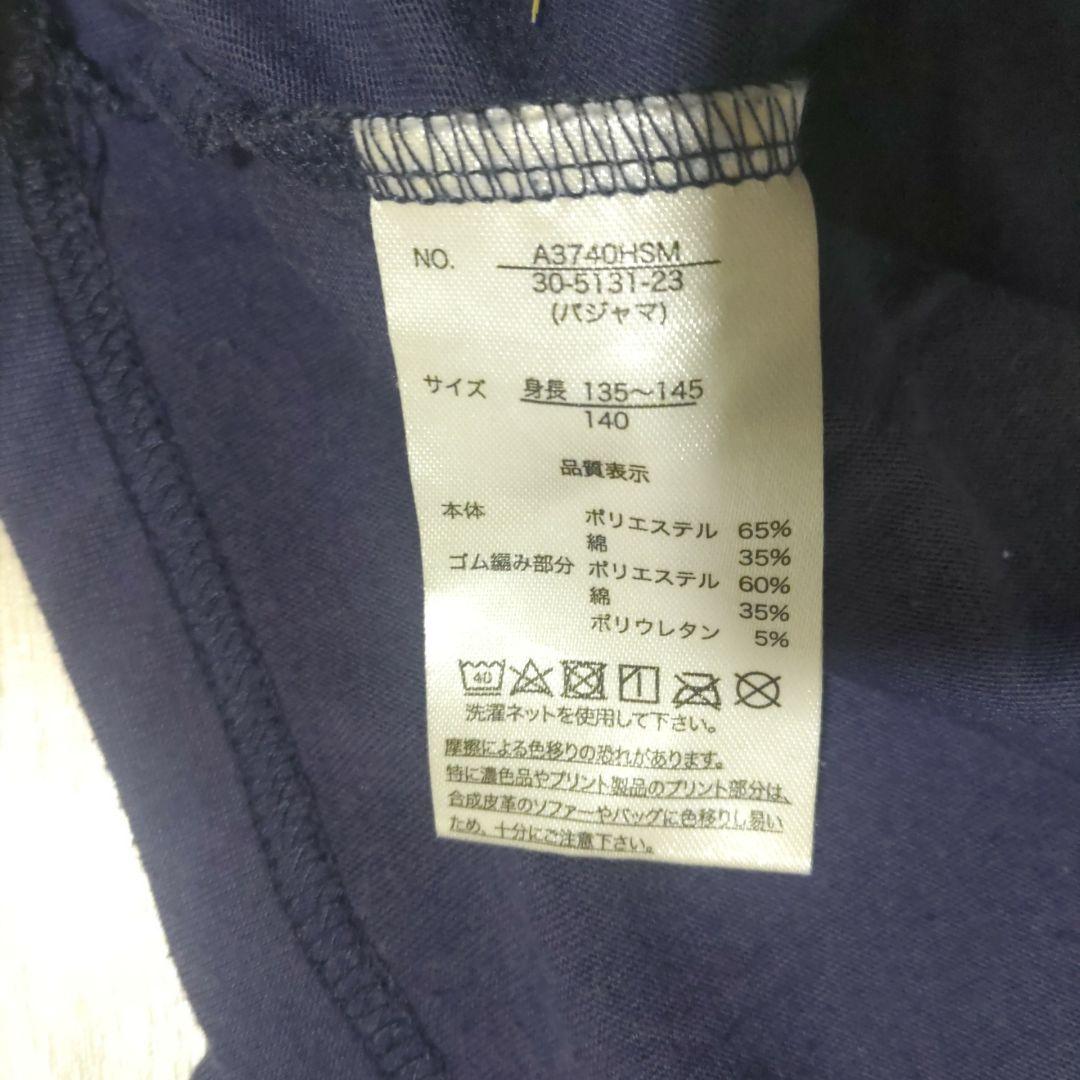 NO. A3740HSM
30-5131-23
(パジャマ)
サイズ 身長 135～145
140
品質表示
本体 ポリエステル 65%
綿 35%
ゴム編み部分 ポリエステル 60%
綿 35%
ポリウレタン 5%
40
洗濯ネットを使用して下さい。
摩擦による色移りの恐れがあります。
特に濃色品やプリント製品のプリント部分は、
合成皮革のソファーやバッグに色移りし易い
ため、十分にご注意下さい。